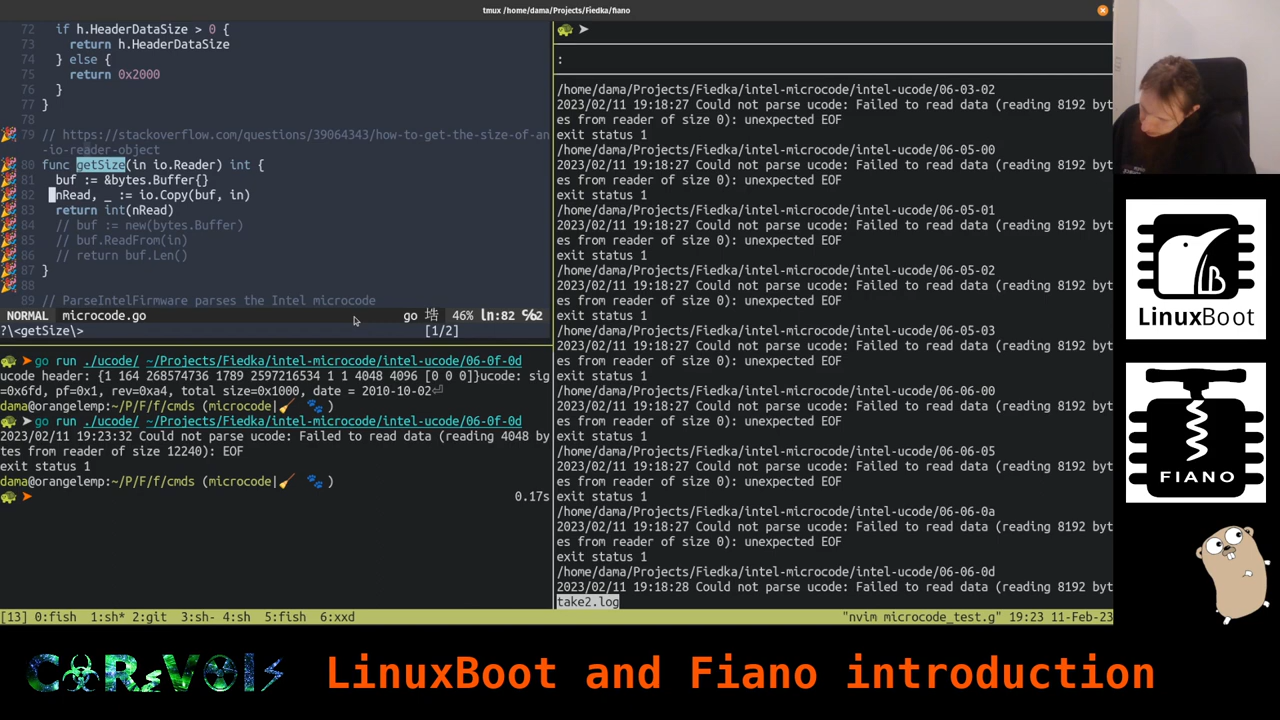 tmux /home/dama/Projects/Fiedka/fiano
72 if h.HeaderDataSize > 0 {
73 return h.HeaderDataSize
74 } else {
75 return 0x2000
76 }
77 }
78
79 // https://stackoverflow.com/questions/39064343/how-to-get-the-size-of-an
-io-reader-object
80 func getSize(in io.Reader) int {
81 buf := &bytes.Buffer{}
82 nRead, _ := io.Copy(buf, in)
83 return int(nRead)
84 // buf := new(bytes.Buffer)
85 // buf.ReadFrom(in)
86 // return buf.Len()
87 }
88
89 // ParseIntelFirmware parses the Intel microcode
NORMAL microcode.go go 46% ln:82 ℅2
?\<getSize\> [1/2]
➤go run ./ucode/ ~/Projects/Fiedka/intel-microcode/intel-ucode/06-0f-0d
ucode header: {1 164 268574736 1789 2597216534 1 1 4048 4096 [0 0 0]}ucode: sig
=0x6fd, pf=0x1, rev=0xa4, total size=0x1000, date = 2010-10-02⏎
dama@orangelemp:~/P/F/f/cmds (microcode|🧹 🐾 )
➤go run ./ucode/ ~/Projects/Fiedka/intel-microcode/intel-ucode/06-0f-0d
2023/02/11 19:23:32 Could not parse ucode: Failed to read data (reading 4048 by
tes from reader of size 12240): EOF
exit status 1
dama@orangelemp:~/P/F/f/cmds (microcode|🧹 🐾 )
➤ 0.17s
➤
:
/home/dama/Projects/Fiedka/intel-microcode/intel-ucode/06-03-02
2023/02/11 19:18:27 Could not parse ucode: Failed to read data (reading 8192 byt
es from reader of size 0): unexpected EOF
exit status 1
/home/dama/Projects/Fiedka/intel-microcode/intel-ucode/06-05-00
2023/02/11 19:18:27 Could not parse ucode: Failed to read data (reading 8192 byt
es from reader of size 0): unexpected EOF
exit status 1
/home/dama/Projects/Fiedka/intel-microcode/intel-ucode/06-05-01
2023/02/11 19:18:27 Could not parse ucode: Failed to read data (reading 8192 byt
es from reader of size 0): unexpected EOF
exit status 1
/home/dama/Projects/Fiedka/intel-microcode/intel-ucode/06-05-02
2023/02/11 19:18:27 Could not parse ucode: Failed to read data (reading 8192 byt
es from reader of size 0): unexpected EOF
exit status 1
/home/dama/Projects/Fiedka/intel-microcode/intel-ucode/06-05-03
2023/02/11 19:18:27 Could not parse ucode: Failed to read data (reading 8192 byt
es from reader of size 0): unexpected EOF
exit status 1
/home/dama/Projects/Fiedka/intel-microcode/intel-ucode/06-06-00
2023/02/11 19:18:27 Could not parse ucode: Failed to read data (reading 8192 byt
es from reader of size 0): unexpected EOF
exit status 1
/home/dama/Projects/Fiedka/intel-microcode/intel-ucode/06-06-05
2023/02/11 19:18:27 Could not parse ucode: Failed to read data (reading 8192 byt
es from reader of size 0): unexpected EOF
exit status 1
/home/dama/Projects/Fiedka/intel-microcode/intel-ucode/06-06-0a
2023/02/11 19:18:27 Could not parse ucode: Failed to read data (reading 8192 byt
es from reader of size 0): unexpected EOF
exit status 1
/home/dama/Projects/Fiedka/intel-microcode/intel-ucode/06-06-0d
2023/02/11 19:18:28 Could not parse ucode: Failed to read data (reading 8192 byt
take2.log
[13] 0:fish 1:sh* 2:git 3:sh- 4:sh 5:fish 6:xxd "nvim microcode_test.g" 19:23 11-Feb-23
LinuxBoot
FIANO
LinuxBoot and Fiano introduction